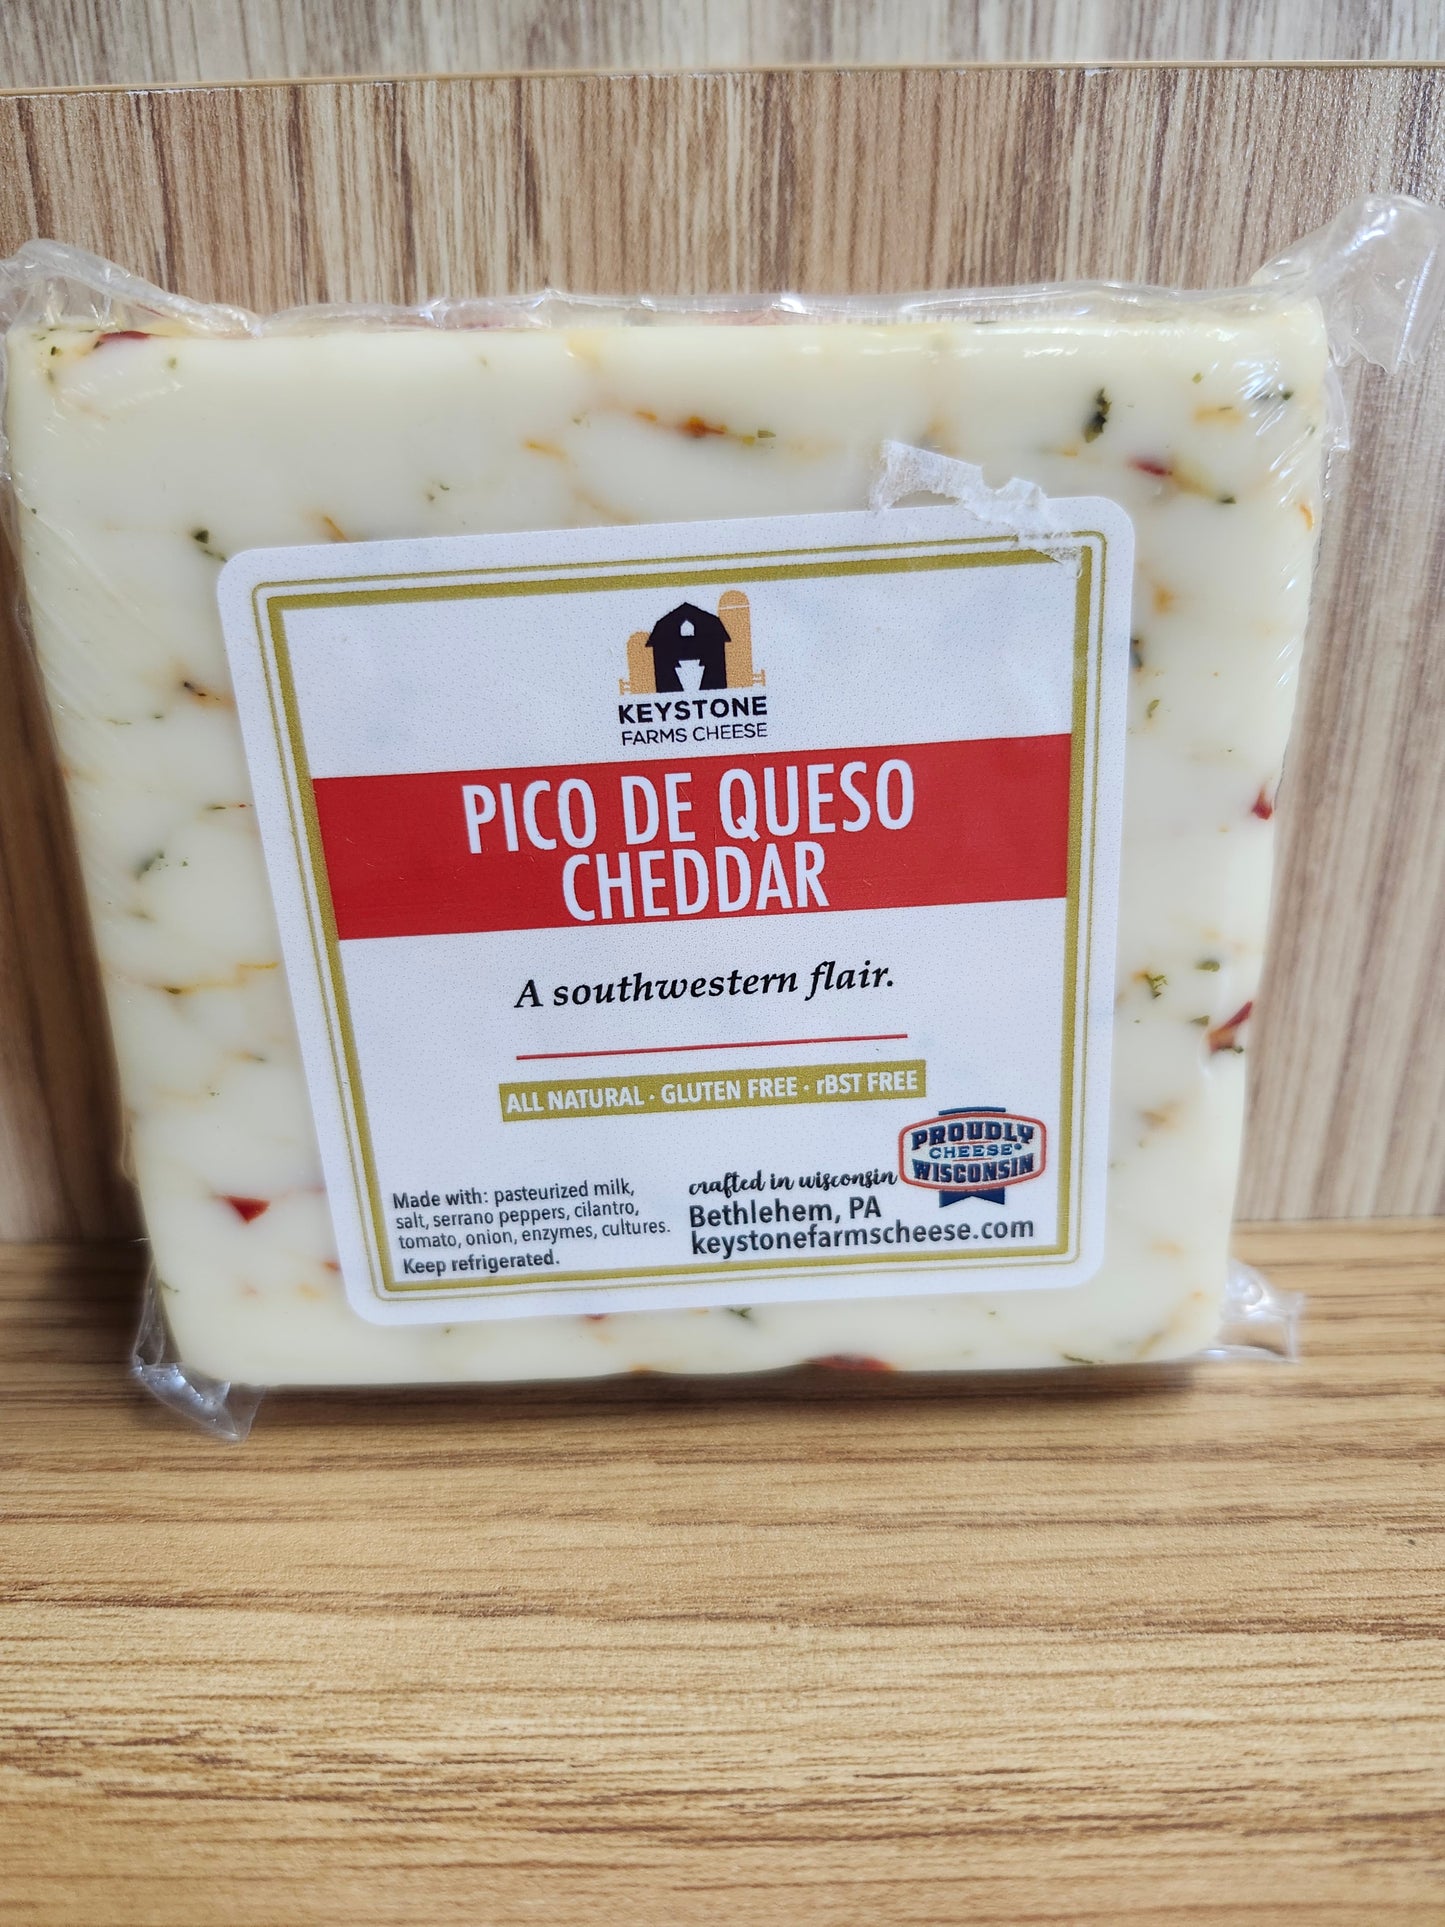 KEYSTONE
FARMS CHEESE
PICO DE QUESO
CHEDDAR
A southwestern flair.
ALL NATURAL · GLUTEN FREE · rBST FREE
Made with: pasteurized milk,
salt, serrano peppers, cilantro,
tomato, onion, enzymes, cultures.
Keep refrigerated.
crafted in wisconsin
Bethlehem, PA
keystonefarmscheese.com
PROUDLY
WISCONSIN
CHEESE®